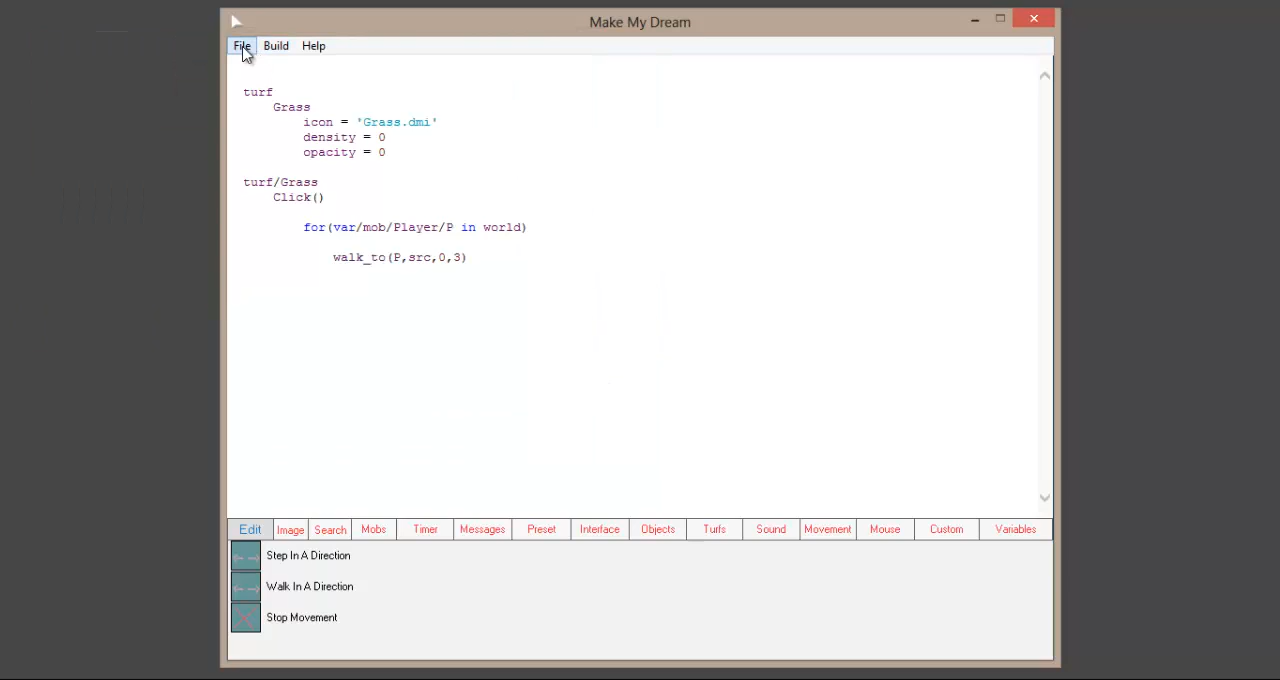 Make My Dream
File Build Help
turf
Grass
icon = 'Grass.dmi'
density = 0
opacity = 0
turf/Grass
Click()
for(var/mob/Player/P in world)
walk_to(P,src,0,3)
Edit Image Search Mobs Timer Messages Preset Interface Objects Turfs Sound Movement Mouse Custom Variables
Step In A Direction
Walk In A Direction
Stop Movement